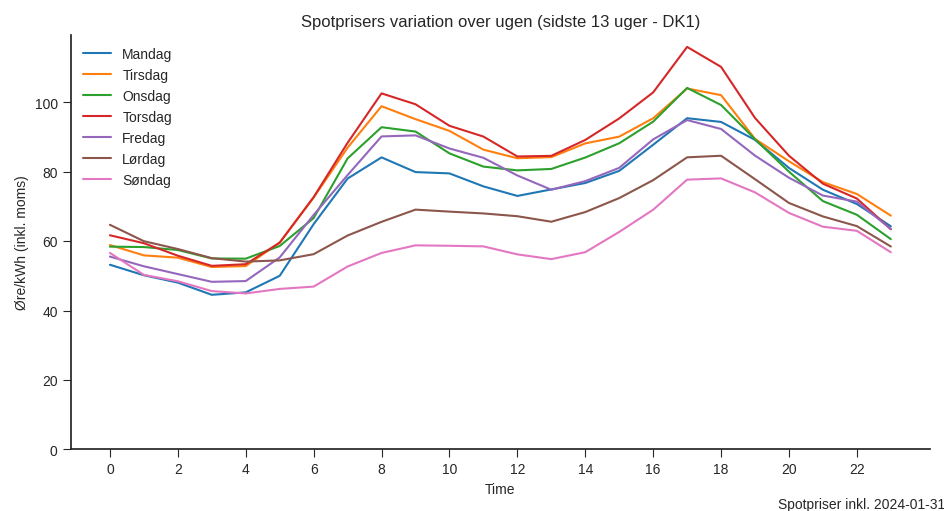 Spotprisers variation over ugen (sidste 13 uger - DK1)
Mandag
Tirsdag
Onsdag
Torsdag
Fredag
Lørdag
Søndag
Øre/kWh (inkl. moms)
100
80
60
40
20
0
0 2 4 6 8 10 12 14 16 18 20 22
Time
Spotpriser inkl. 2024-01-31